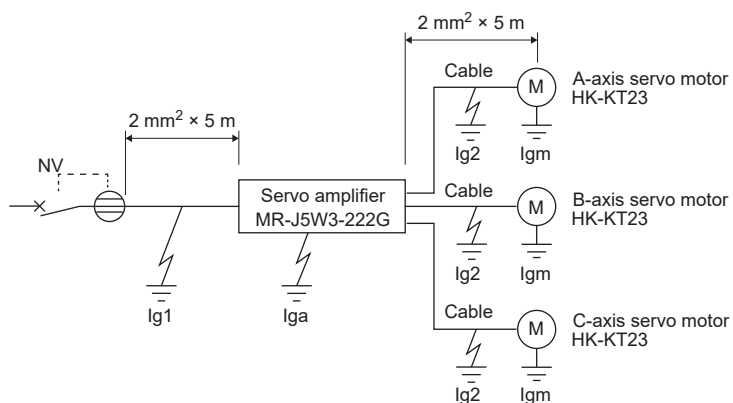 2 mm² × 5 m
Cable
A-axis servo motor
HK-KT23
M
2 mm² × 5 m
Ig2
Igm
NV
Servo amplifier
MR-J5W3-222G
Cable
B-axis servo motor
HK-KT23
M
Ig2
Igm
Ig1
Iga
Cable
C-axis servo motor
HK-KT23
M
Ig2
Igm